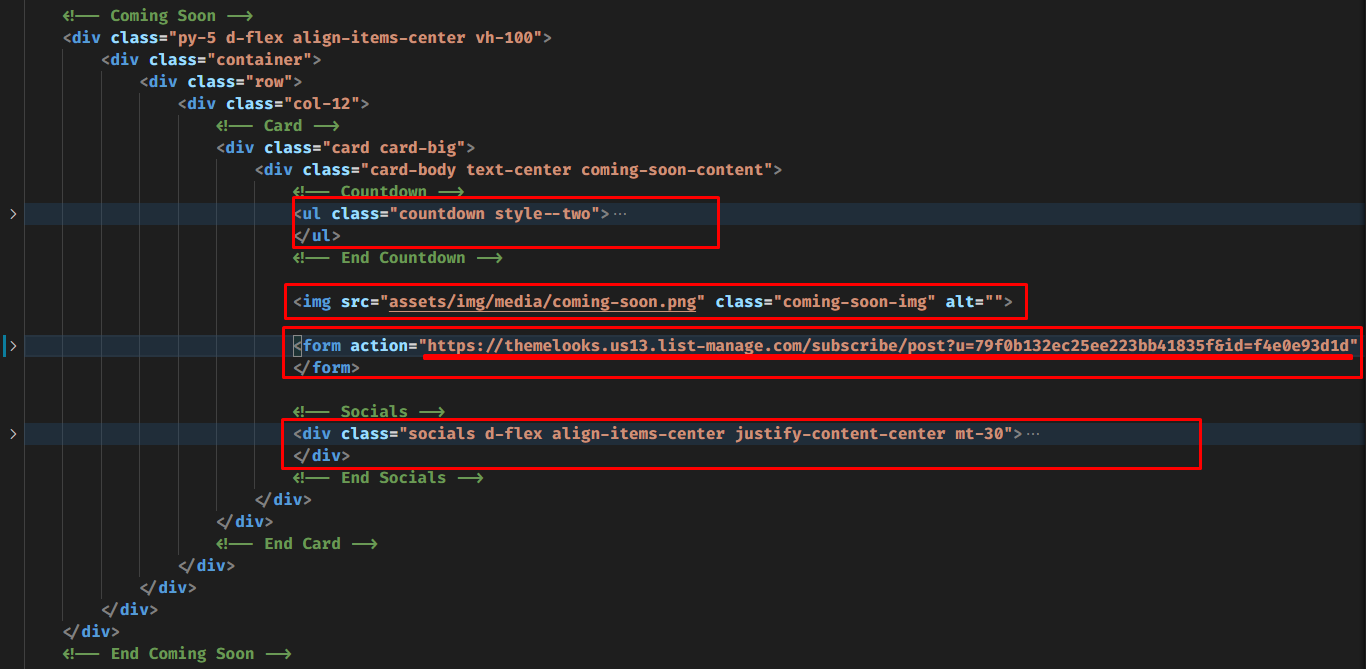 <!-- Coming Soon -->
<div class="py-5 d-flex align-items-center vh-100">
<div class="container">
<div class="row">
<div class="col-12">
<!-- Card -->
<div class="card card-big">
<div class="card-body text-center coming-soon-content">
<!-- Countdown -->
<ul class="countdown style--two">…
</ul>
<!-- End Countdown -->
<img src="assets/img/media/coming-soon.png" class="coming-soon-img" alt="">
<form action="https://themelooks.us13.list-manage.com/subscribe/post?u=79f0b132ec25ee223bb41835f&id=f4e0e93d1d"
</form>
<!-- Socials -->
<div class="socials d-flex align-items-center justify-content-center mt-30">…
</div>
<!-- End Socials -->
</div>
</div>
<!-- End Card -->
</div>
</div>
</div>
</div>
<!-- End Coming Soon -->